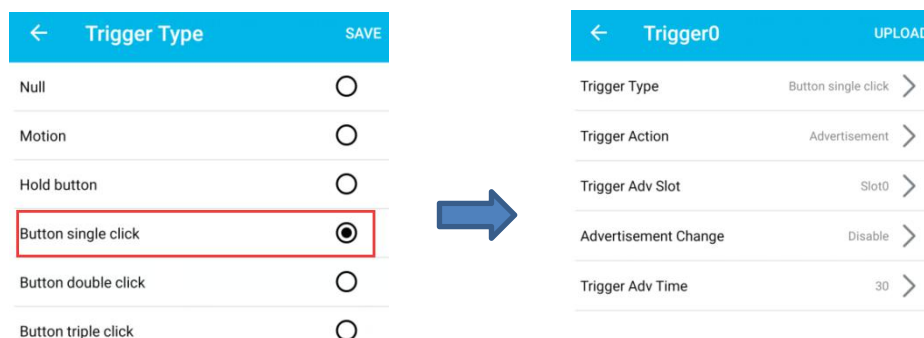 Trigger Type SAVE
Null
Motion
Hold button
Button single click
Button double click
Button triple click
Trigger0 UPLOAD
Trigger Type Button single click
Trigger Action Advertisement
Trigger Adv Slot Slot0
Advertisement Change Disable
Trigger Adv Time 30